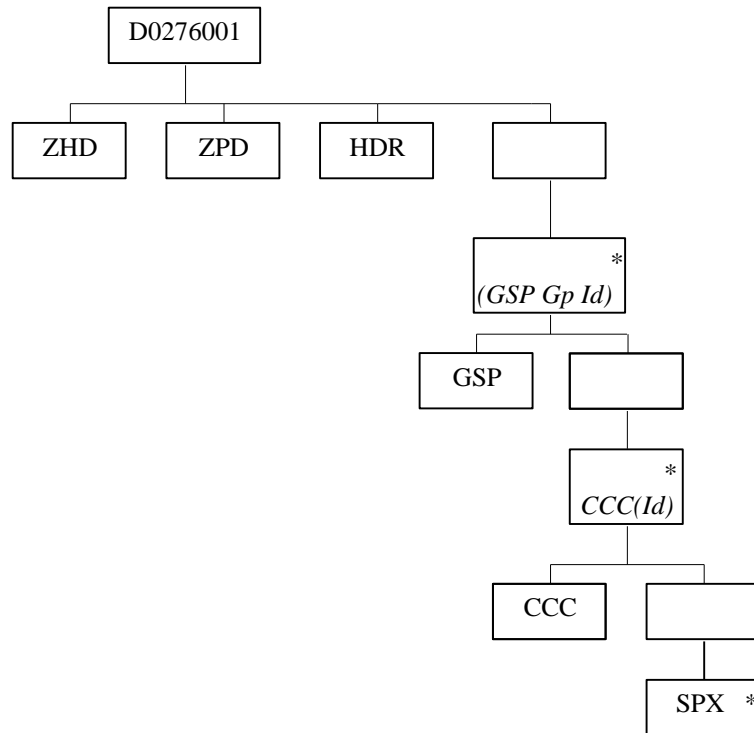 D0276001
ZHD ZPD HDR
*
(GSP Gp Id)
GSP
*
CCC(Id)
CCC
SPX *